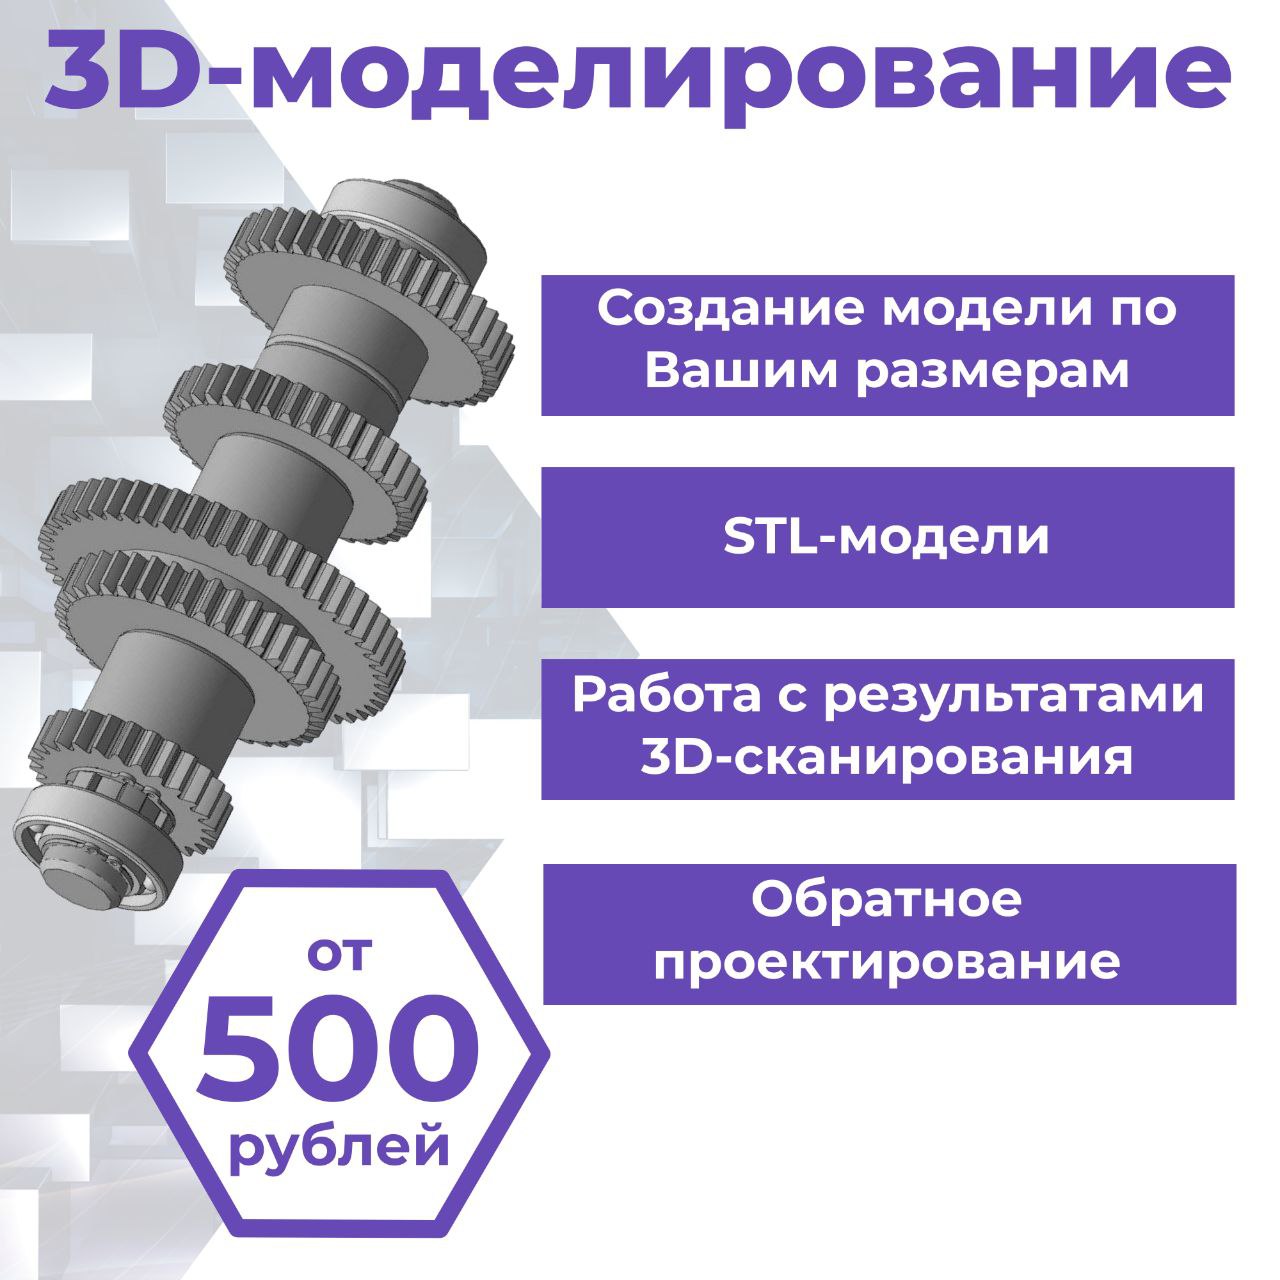 3D-моделирование
Создание модели по
Вашим размерам
STL-модели
Работа с результатами
3D-сканирования
Обратное
проектирование
от
500
рублей